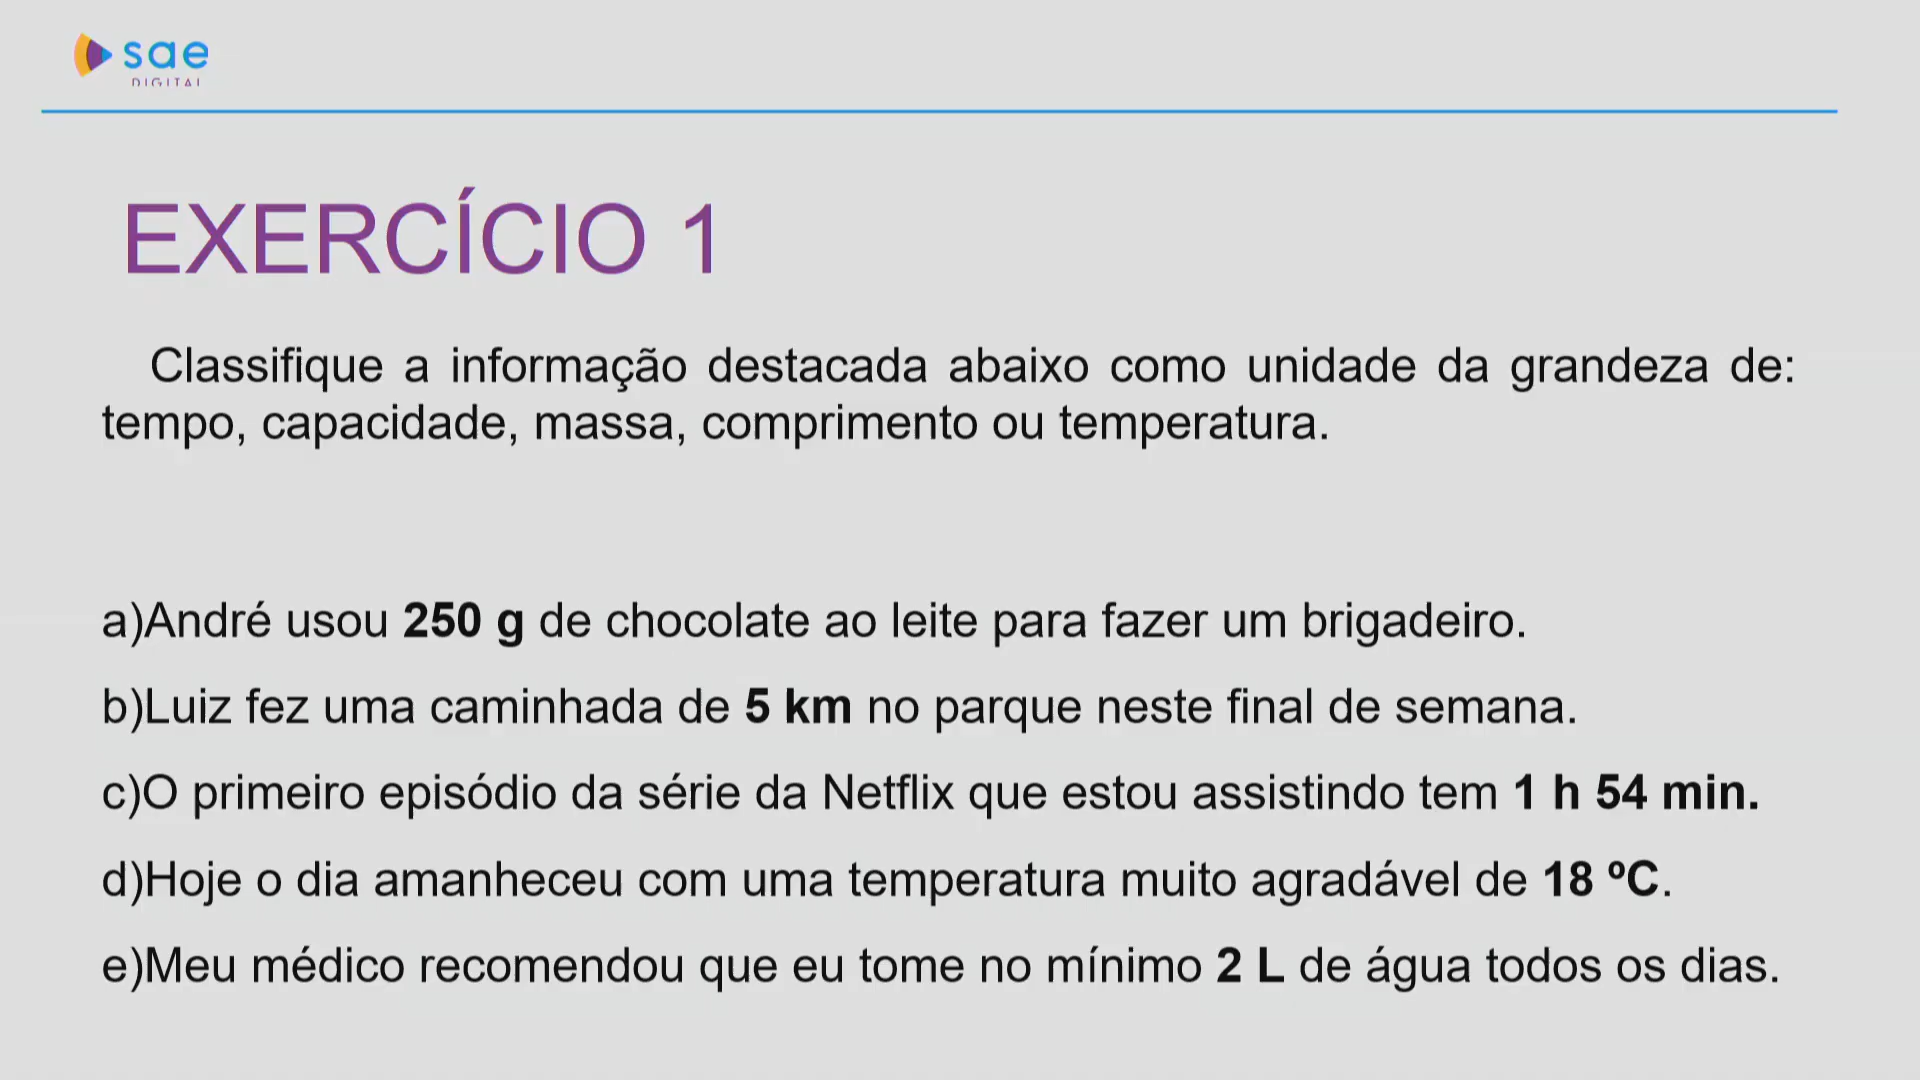 sae
DIGITAL
EXERCÍCIO 1
Classifique a informação destacada abaixo como unidade da grandeza de:
tempo, capacidade, massa, comprimento ou temperatura.
a)André usou 250 g de chocolate ao leite para fazer um brigadeiro.
b)Luiz fez uma caminhada de 5 km no parque neste final de semana.
c)O primeiro episódio da série da Netflix que estou assistindo tem 1 h 54 min.
d)Hoje o dia amanheceu com uma temperatura muito agradável de 18 ºC.
e)Meu médico recomendou que eu tome no mínimo 2 L de água todos os dias.